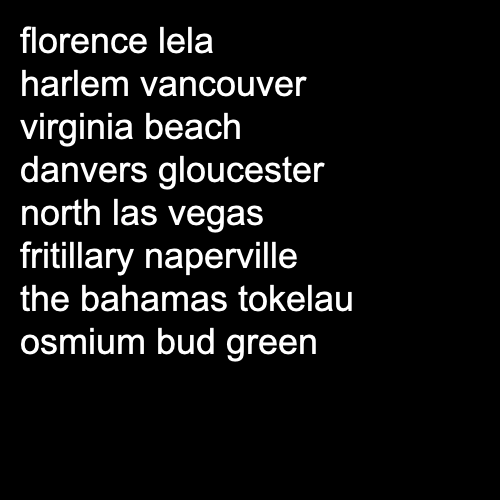 florence lela
harlem vancouver
virginia beach
danvers gloucester
north las vegas
fritillary naperville
the bahamas tokelau
osmium bud green